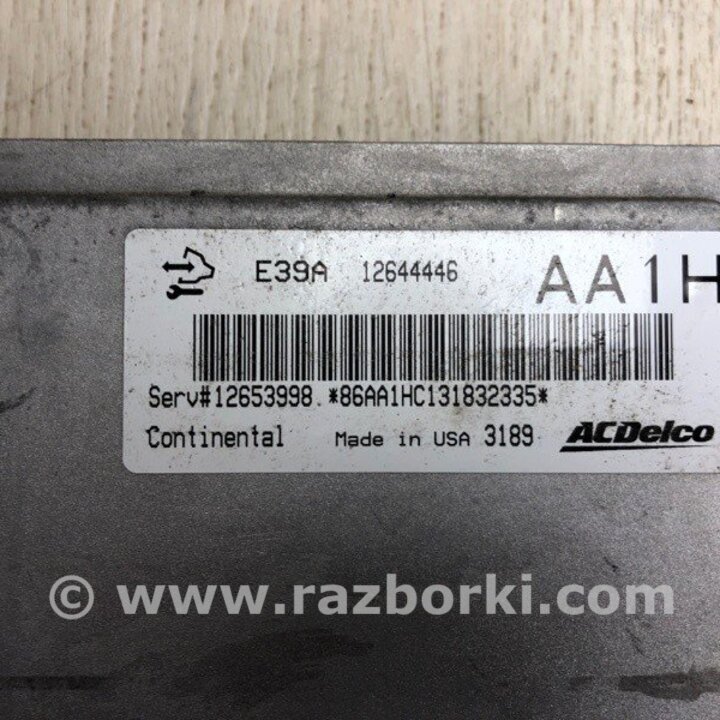 E39A 12644446 AA1H
Serv#12653998 *86AA1HC131832335*
Continental Made in USA 3189 ACDelco
© www.razborki.com